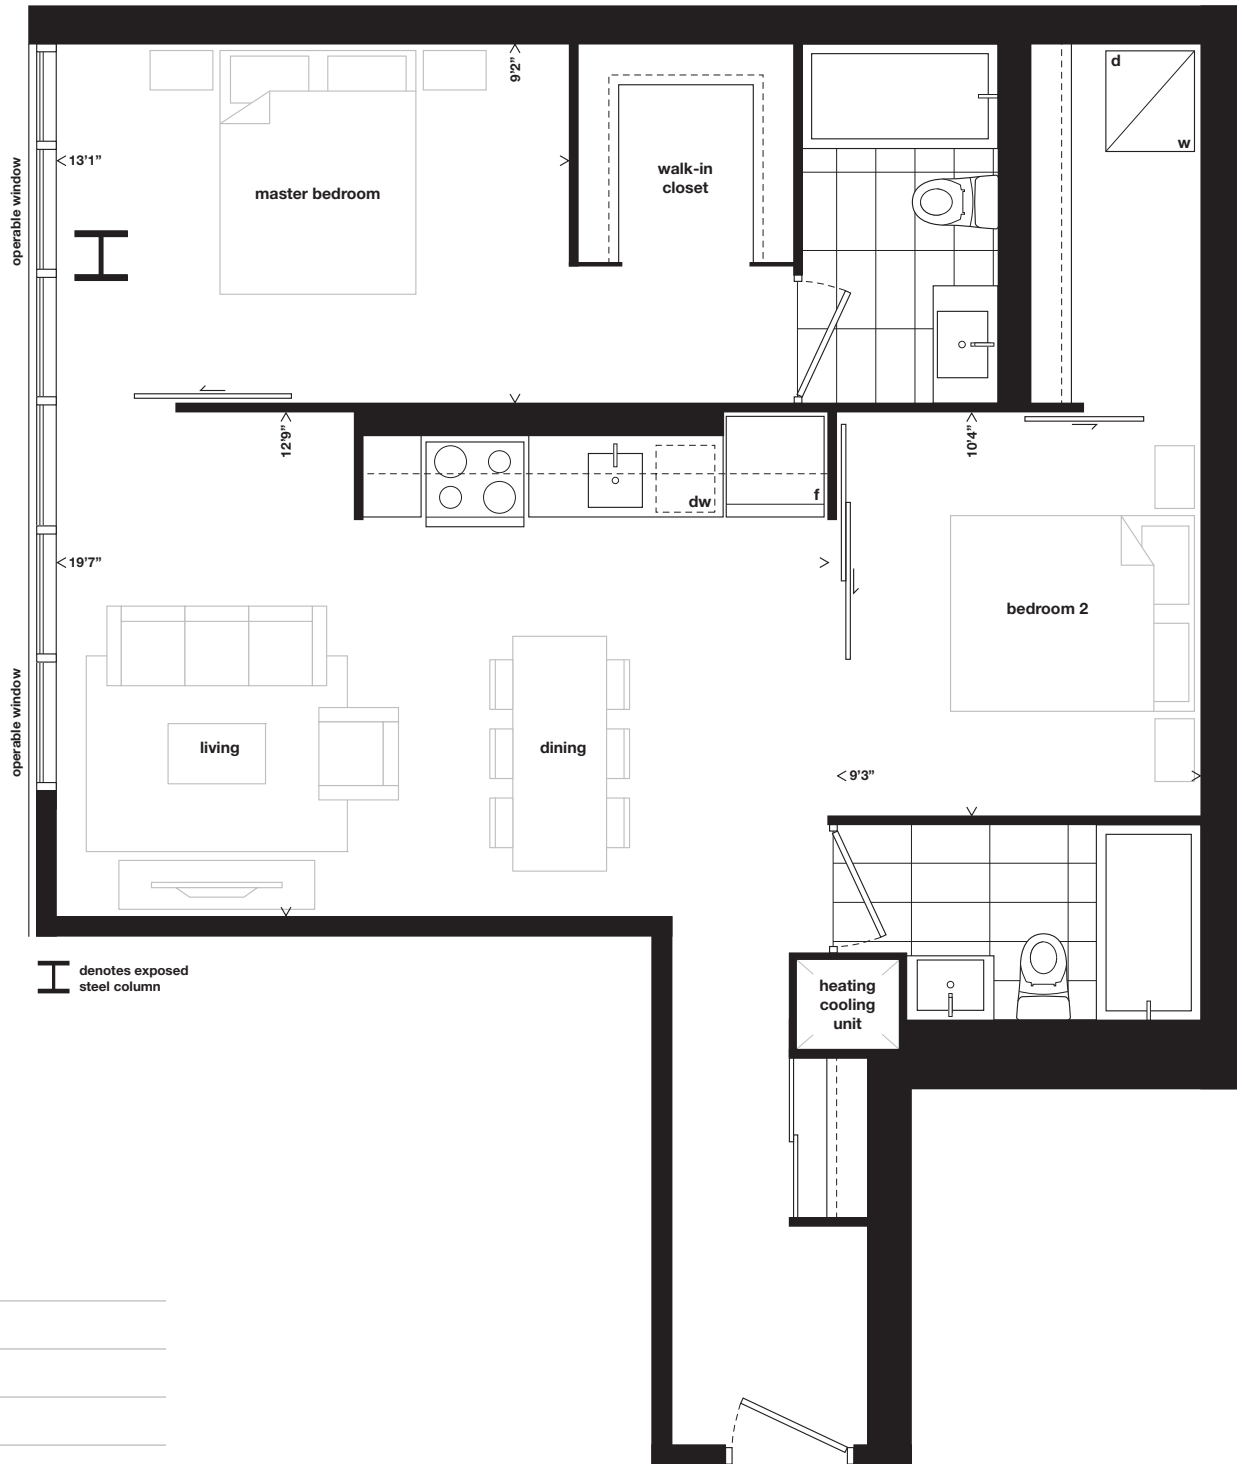 d
w
9'2"
operable window
13'1"
master bedroom
walk-in
closet
12'9"
10'4"
dw
f
19'7"
bedroom 2
operable window
living
dining
9'3"
denotes exposed
steel column
heating
cooling
unit